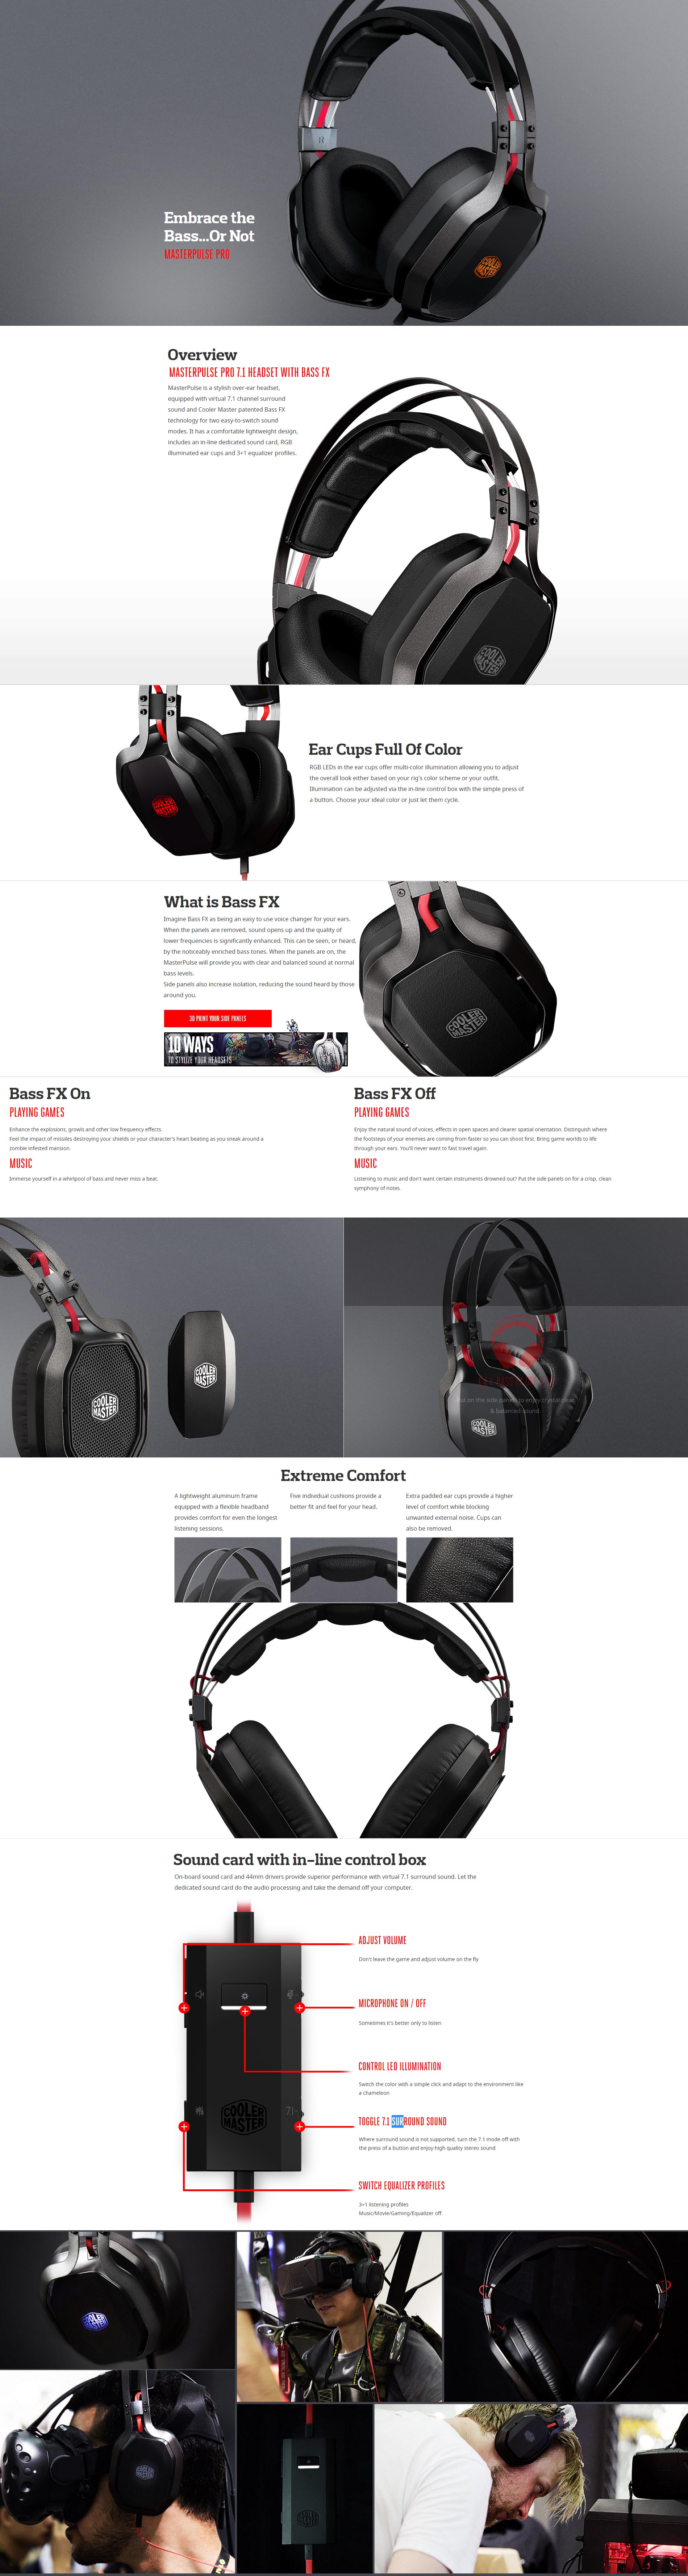 Embrace the
Bass...Or Not
MASTERPULSE PRO
COOLER
MASTER
Overview
MASTERPULSE PRO 7.1 HEADSET WITH BASS FX
MasterPulse is a stylish over-ear headset,
equipped with virtual 7.1 channel surround
sound and Cooler Master patented Bass FX
technology for two easy-to-switch sound
modes. It has a comfortable lightweight design,
includes an in-line dedicated sound card, RGB
illuminated ear cups and 3+1 equalizer profiles.
COOLER
MASTER
Ear Cups Full Of Color
RGB LEDs in the ear cups offer multi-color illumination allowing you to adjust
the overall look either based on your rig's color scheme or your outfit.
Illumination can be adjusted via the in-line control box with the simple press of
a button. Choose your ideal color or just let them cycle.
COOLER
MASTER
What is Bass FX
Imagine Bass FX as being an easy to use voice changer for your ears.
When the panels are removed, sound opens up and the quality of
lower frequencies is significantly enhanced. This can be seen, or heard,
by the noticeably enriched bass tones. When the panels are on, the
MasterPulse will provide you with clear and balanced sound at normal
bass levels.
Side panels also increase isolation, reducing the sound heard by those
around you.
3D PRINT YOUR SIDE PANELS
10 WAYS
TO STYLIZE YOUR HEADSETS
COOLER
MASTER
Bass FX On
PLAYING GAMES
Enhance the explosions, growls and other low frequency effects.
Feel the impact of missiles destroying your shields or your character's heart beating as you sneak around a
zombie infested mansion.
MUSIC
Immerse yourself in a whirlpool of bass and never miss a beat.
Bass FX Off
PLAYING GAMES
Enjoy the natural sound of voices, effects in open spaces and clearer spatial orientation. Distinguish where
the footsteps of your enemies are coming from faster so you can shoot first. Bring game worlds to life
through your ears. You'll never want to fast travel again.
MUSIC
Listening to music and don't want certain instruments drowned out? Put the side panels on for a crisp, clean
symphony of notes.
COOLER
MASTER
COOLER
MASTER
on the side panels to enjoy crystal clear
& balanced sound
COOLER
MASTER
Extreme Comfort
A lightweight aluminum frame
equipped with a flexible headband
provides comfort for even the longest
listening sessions.
Five individual cushions provide a
better fit and feel for your head.
Extra padded ear cups provide a higher
level of comfort while blocking
unwanted external noise. Cups can
also be removed.
Sound card with in-line control box
On-board sound card and 44mm drivers provide superior performance with virtual 7.1 surround sound. Let the
dedicated sound card do the audio processing and take the demand off your computer.
ADJUST VOLUME
Don't leave the game and adjust volume on the fly
MICROPHONE ON / OFF
Sometimes it's better only to listen
CONTROL LED ILLUMINATION
Switch the color with a simple click and adapt to the environment like
a chameleon
TOGGLE 7.1 SURROUND SOUND
Where surround sound is not supported, turn the 7.1 mode off with
the press of a button and enjoy high quality stereo sound
SWITCH EQUALIZER PROFILES
3+1 listening profiles
Music/Movie/Gaming/Equalizer off
COOLER
MASTER
7.1
COOLER
MASTER